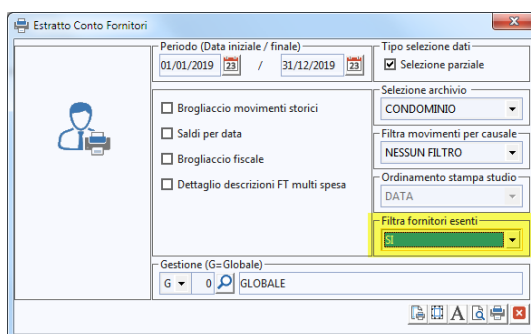 Estratto Conto Fornitori
Periodo (Data iniziale / finale)
01/01/2019 23 / 31/12/2019 23
Tipo selezione dati
Selezione parziale
Brogliaccio movimenti storici
Saldi per data
Brogliaccio fiscale
Dettaglio descrizioni FT multi spesa
Selezione archivio
CONDOMINIO
Filtra movimenti per causale
NESSUN FILTRO
Ordinamento stampa studio
DATA
Filtra fornitori esenti
SI
Gestione (G=Globale)
G 0 GLOBALE
A